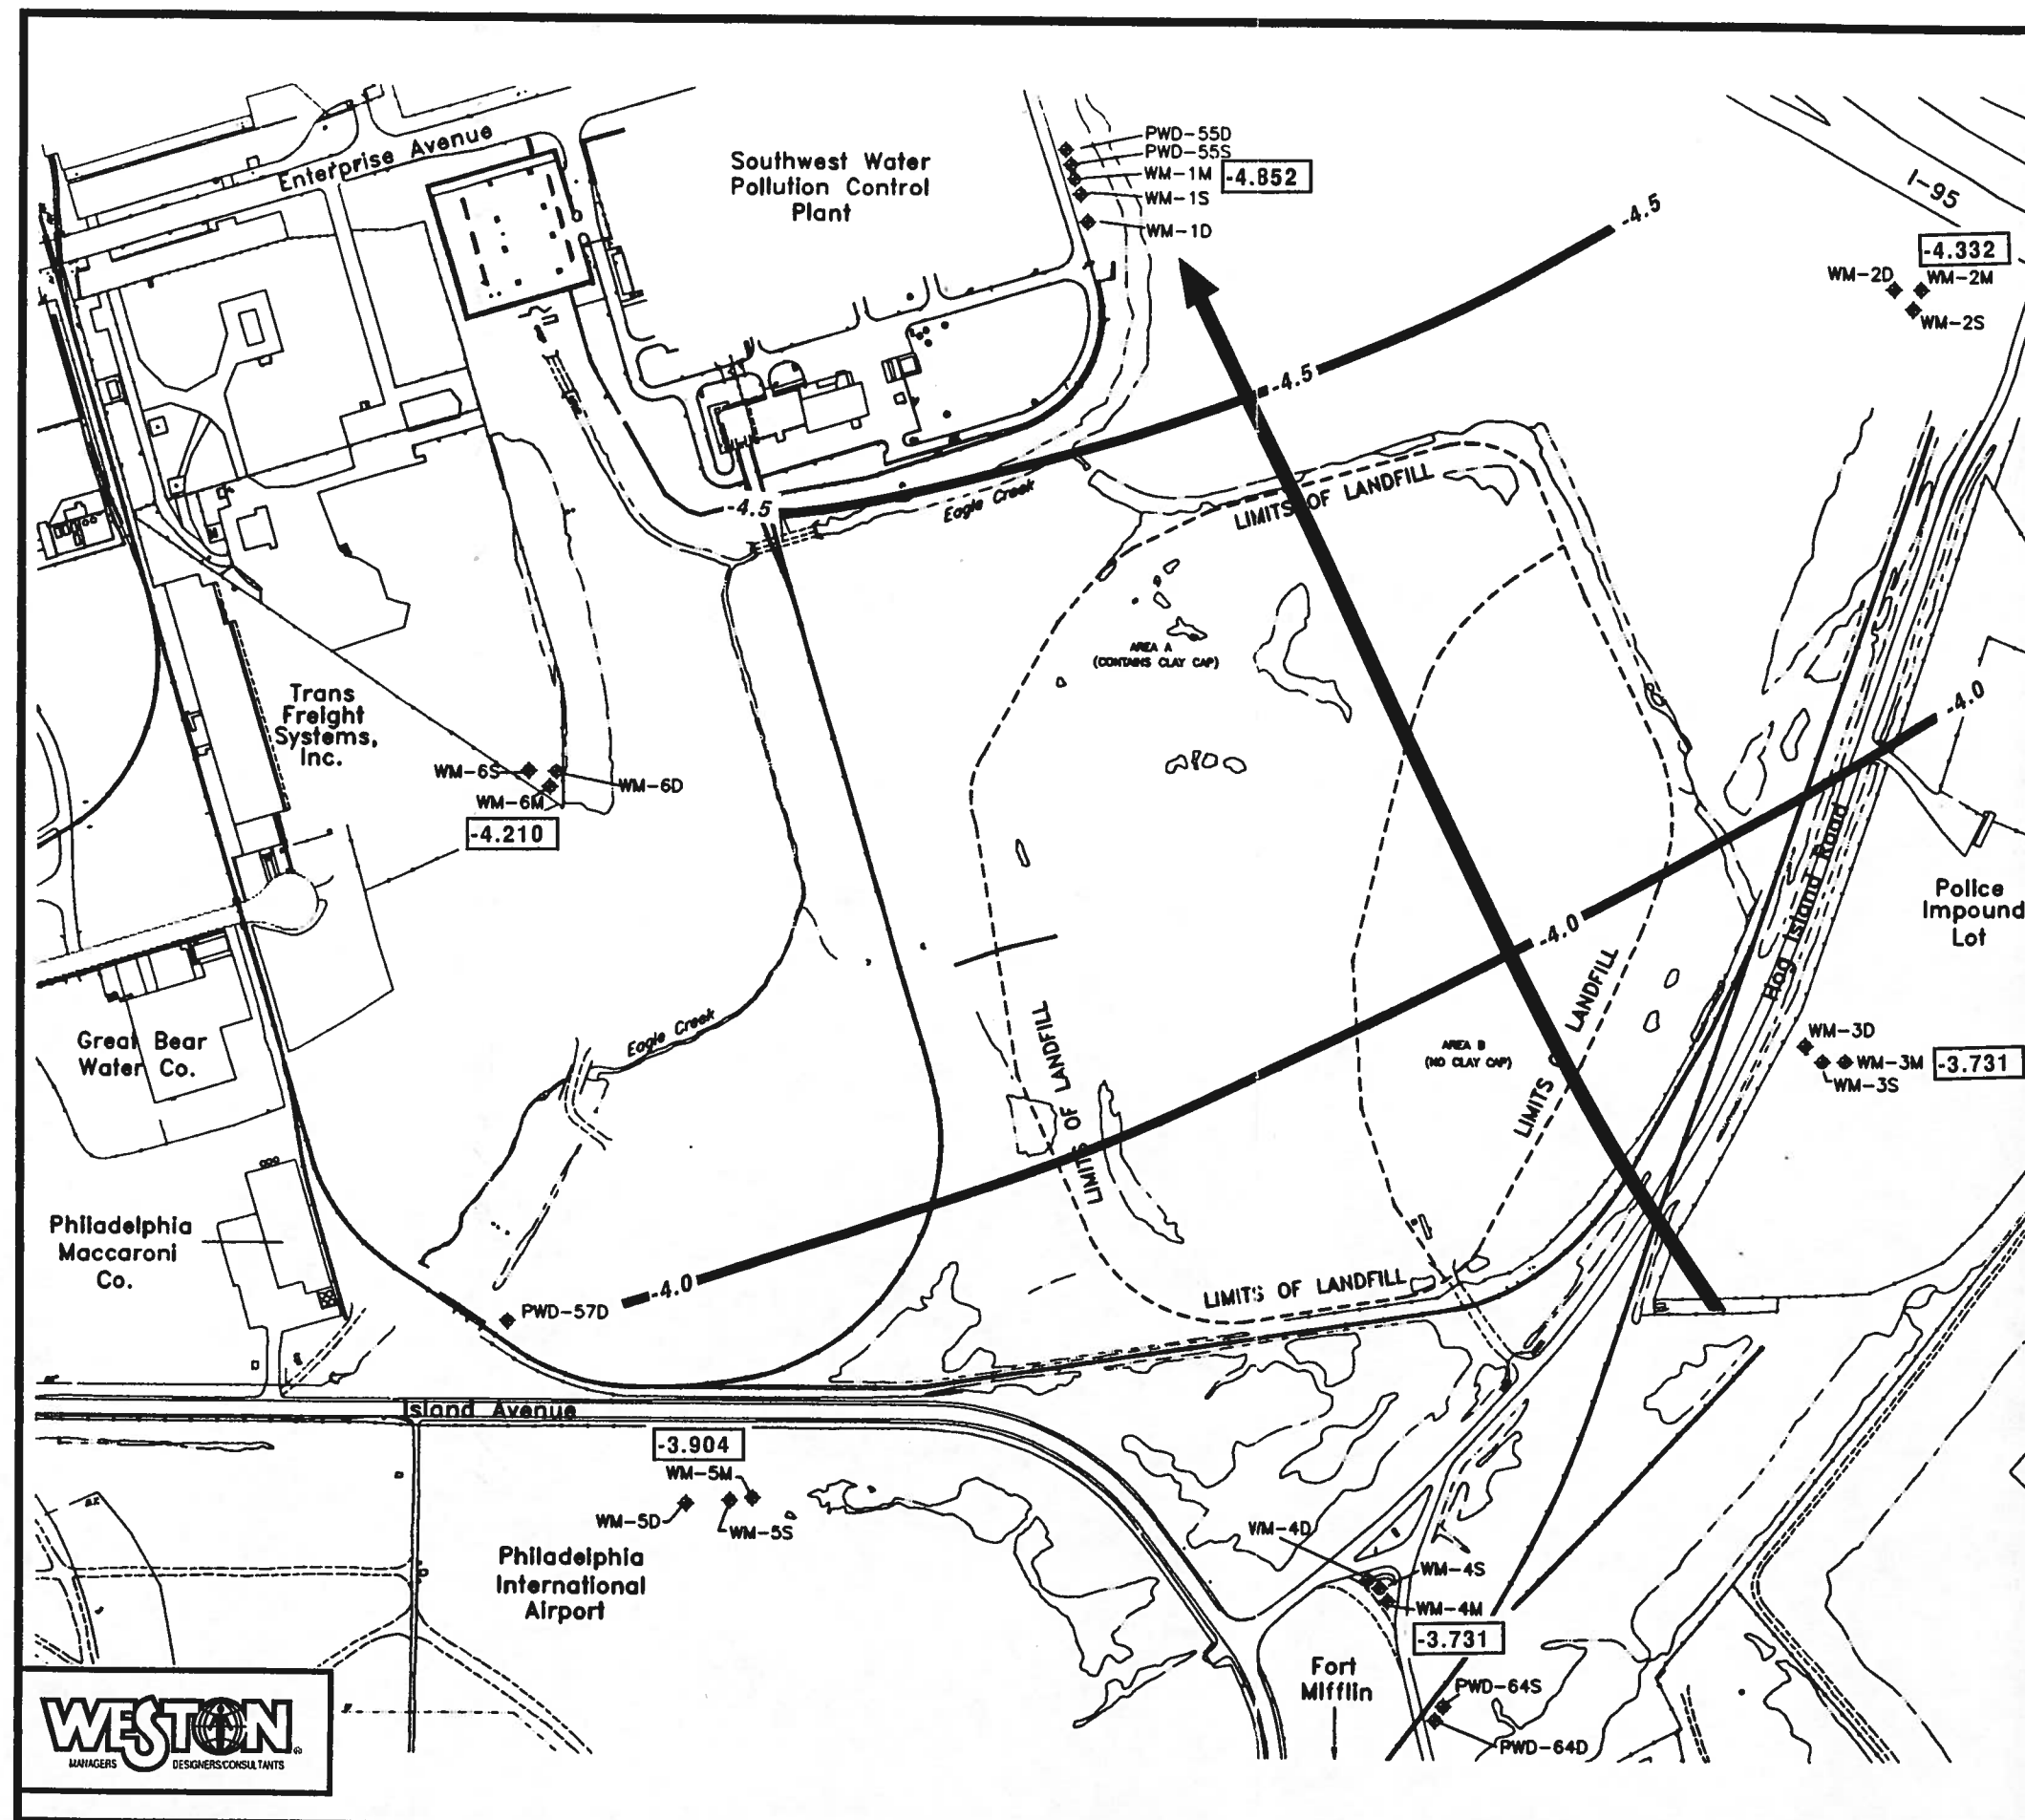 Enterprise Avenue
Southwest Water
Pollution Control
Plant
PWD-55D
PWD-55S
WM-1M
-4.852
WM-1S
WM-1D
I-95
-4.5
-4.332
WM-2D
WM-2M
WM-2S
-4.5
-4.5
Eagle Creek
LIMITS OF LANDFILL
AREA A
(CONTAINS CLAY CAP)
Trans
Freight
Systems,
Inc.
-4.0
WM-6S
WM-6D
WM-6M
-4.210
Hog Island Road
Police
Impound
Lot
-4.0
LIMITS OF LANDFILL
LIMITS LANDFILL
Great Bear
Water Co.
Eagle Creek
AREA B
(NO CLAY CAP)
WM-3D
WM-3M
-3.731
WM-3S
Philadelphia
Maccaroni
Co.
-4.0
LIMITS OF LANDFILL
PWD-57D
Island Avenue
-3.904
WM-5M
WM-5D
WM-5S
Philadelphia
International
Airport
WM-4D
WM-4S
WM-4M
-3.731
Fort
Mifflin
PWD-64S
PWD-64D
WESTON
MANAGERS DESIGNERS/CONSULTANTS